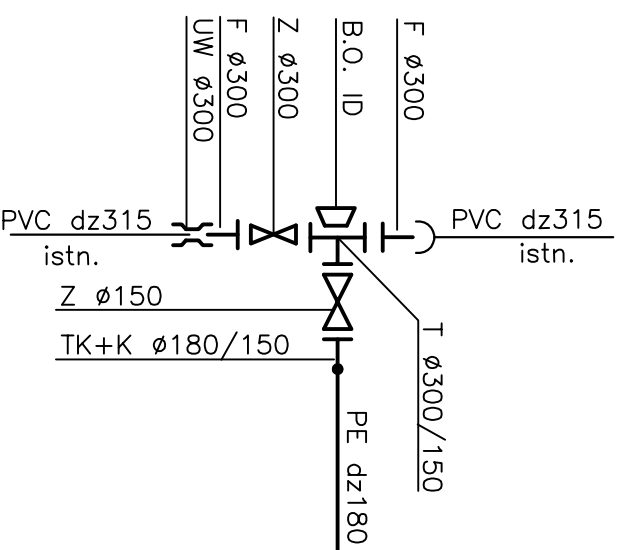 UW ø300
F ø300
Z ø300
B.O. ID
F ø300
PVC dz315
istn.
PVC dz315
istn.
Z ø150
TK+K ø180/150
T ø300/150
PE dz180